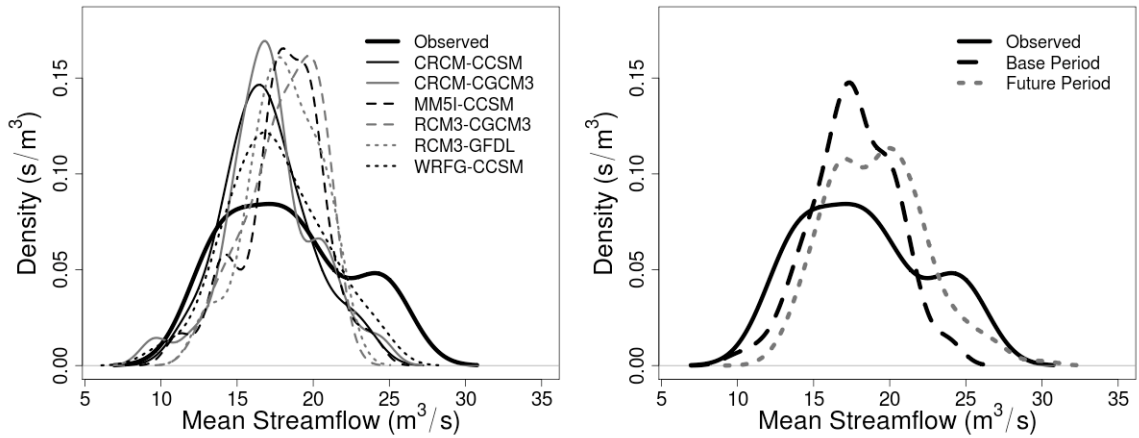 Density (s/m³)
0.15
0.10
0.05
0.00
Observed
CRCM-CCSM
CRCM-CGCM3
MM5I-CCSM
RCM3-CGCM3
RCM3-GFDL
WRFG-CCSM
5 10 15 20 25 30 35
Mean Streamflow (m³/s)
Density (s/m³)
0.15
0.10
0.05
0.00
Observed
Base Period
Future Period
5 10 15 20 25 30 35
Mean Streamflow (m³/s)